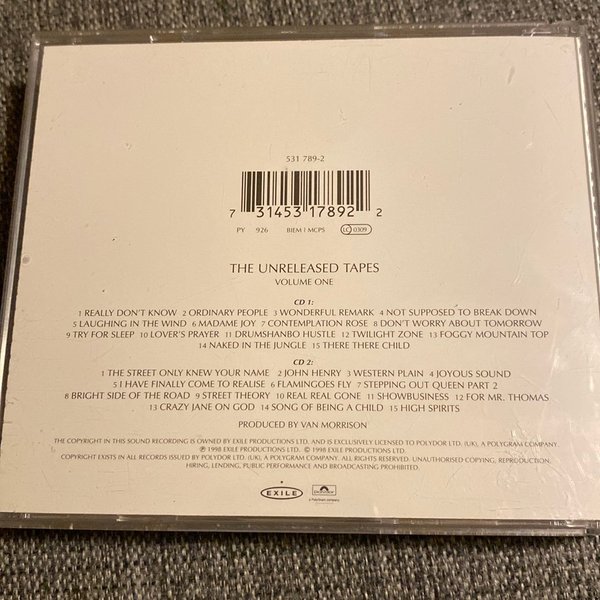 531 789-2
7 31453 17892 2
PY 926 BIEM | MCPS LC 0309
THE UNRELEASED TAPES
VOLUME ONE
CD 1:
1 REALLY DON'T KNOW 2 ORDINARY PEOPLE 3 WONDERFUL REMARK 4 NOT SUPPOSED TO BREAK DOWN
5 LAUGHING IN THE WIND 6 MADAME JOY 7 CONTEMPLATION ROSE 8 DON'T WORRY ABOUT TOMORROW
9 TRY FOR SLEEP 10 LOVER'S PRAYER 11 DRUMSHANBO HUSTLE 12 TWILIGHT ZONE 13 FOGGY MOUNTAIN TOP
14 NAKED IN THE JUNGLE 15 THERE THERE CHILD
CD 2:
1 THE STREET ONLY KNEW YOUR NAME 2 JOHN HENRY 3 WESTERN PLAIN 4 JOYOUS SOUND
5 I HAVE FINALLY COME TO REALISE 6 FLAMINGOES FLY 7 STEPPING OUT QUEEN PART 2
8 BRIGHT SIDE OF THE ROAD 9 STREET THEORY 10 REAL REAL GONE 11 SHOWBUSINESS 12 FOR MR. THOMAS
13 CRAZY JANE ON GOD 14 SONG OF BEING A CHILD 15 HIGH SPIRITS
PRODUCED BY VAN MORRISON
THE COPYRIGHT IN THIS SOUND RECORDING IS OWNED BY EXILE PRODUCTIONS LTD. AND IS EXCLUSIVELY LICENSED TO POLYDOR LTD. (UK), A POLYGRAM COMPANY.
℗ 1998 EXILE PRODUCTIONS LTD. © 1998 EXILE PRODUCTIONS LTD.
COPYRIGHT EXISTS IN ALL RECORDS ISSUED BY POLYDOR LTD. (UK), A POLYGRAM COMPANY. ALL RIGHTS RESERVED. UNAUTHORISED COPYING, REPRODUCTION,
HIRING, LENDING, PUBLIC PERFORMANCE AND BROADCASTING PROHIBITED.
EXILE
Polydor
a PolyGram company